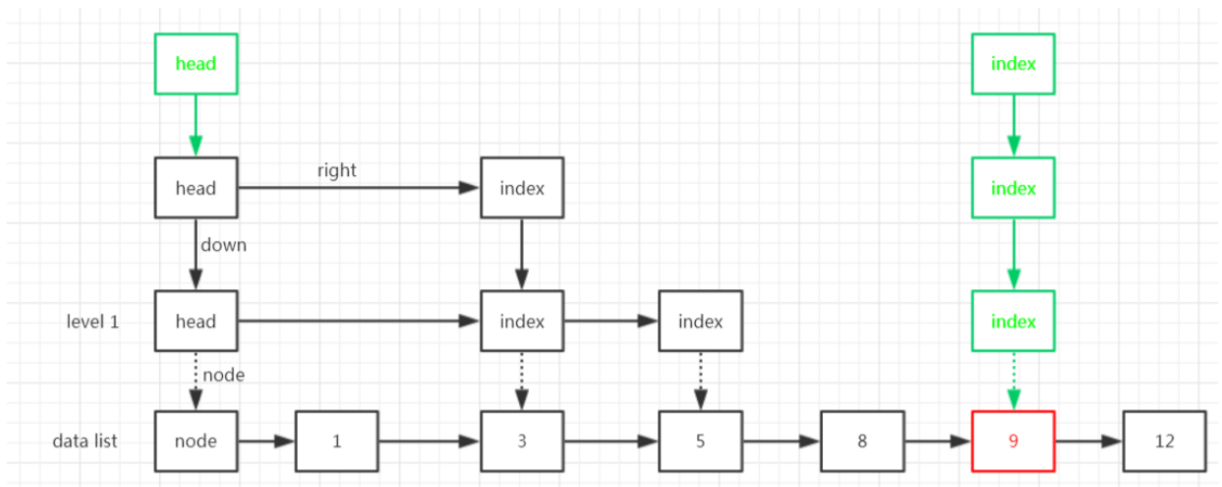 head index
right
head index index
down
level 1 head index index index
node
data list node 1 3 5 8 9 12